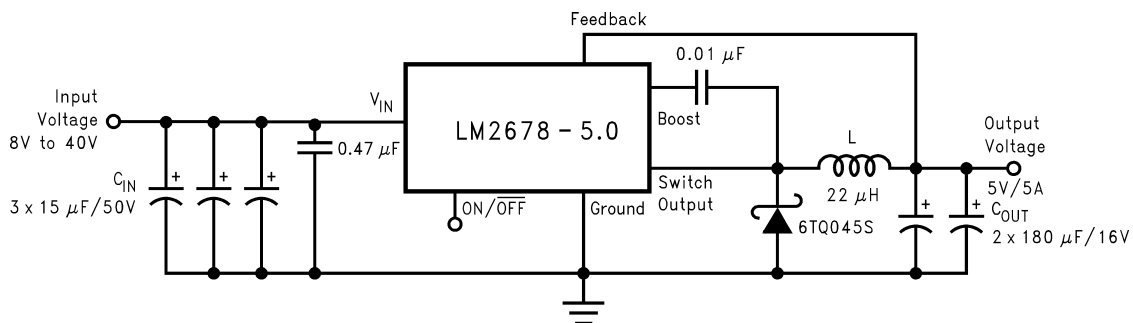 Feedback
0.01 μF
Input
Voltage
8V to 40V
V_IN
LM2678 – 5.0
Boost
Output
Voltage
L
0.47 μF
C_IN
3 x 15 μF/50V
ON/O̅F̅F̅
Ground
Switch
Output
22 μH
5V/5A
6TQ045S
C_OUT
2 x 180 μF/16V
+
+
+
+
+